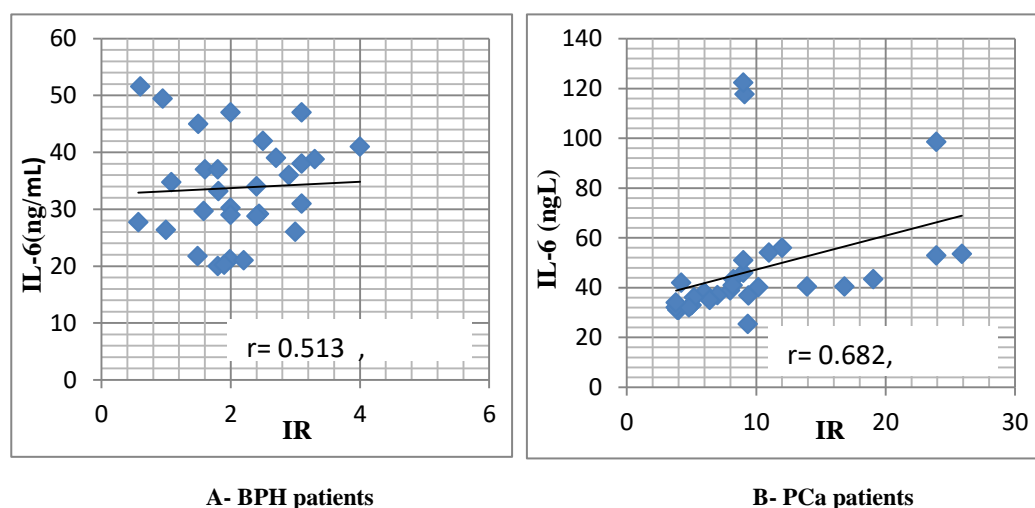 IL-6(ng/mL)
60
50
40
30
20
10
0
r= 0.513 ,
0
2
4
6
IR
A- BPH patients
IL-6 (ngL)
140
120
100
80
60
40
20
0
r= 0.682,
0
10
20
30
IR
B- PCa patients